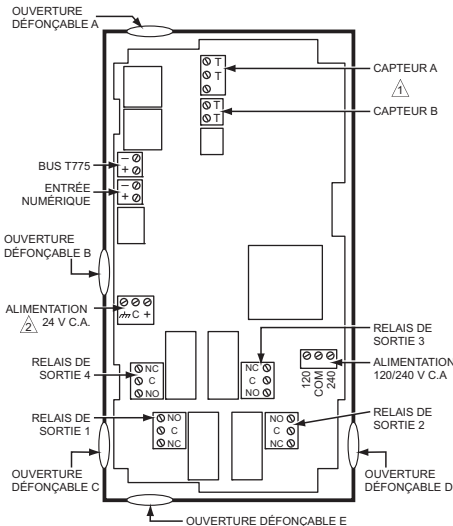 OUVERTURE
DÉFONÇABLE A
T
T
CAPTEUR A
1
T
T
CAPTEUR B
BUS T775
–
+
ENTRÉE
NUMÉRIQUE
–
+
OUVERTURE
DÉFONÇABLE B
ALIMENTATION
2 24 V C.A.
C +
RELAIS DE
SORTIE 3
NC
C
NO
120
COM
240
ALIMENTATION
120/240 V C.A
RELAIS DE
SORTIE 4
NC
C
NO
RELAIS DE
SORTIE 1
NO
C
NC
NO
C
NC
RELAIS DE
SORTIE 2
OUVERTURE
DÉFONÇABLE C
OUVERTURE
DÉFONÇABLE D
OUVERTURE DÉFONÇABLE E